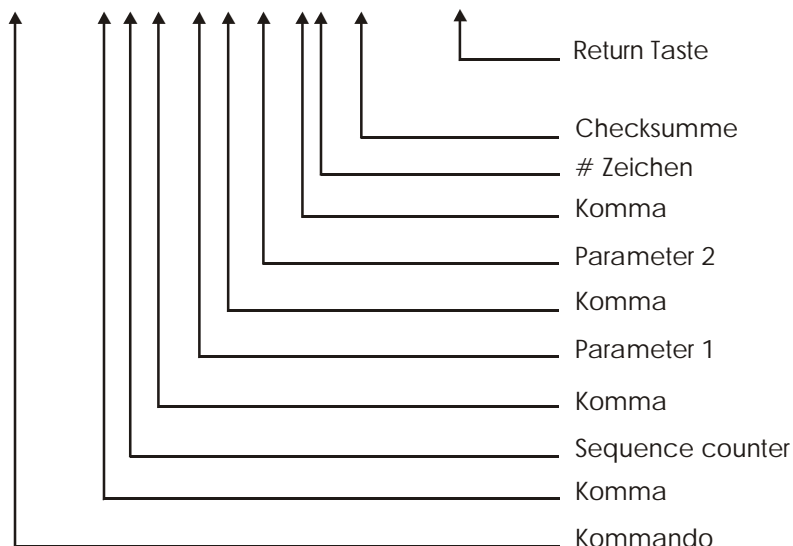 Return Taste
Checksumme
# Zeichen
Komma
Parameter 2
Komma
Parameter 1
Komma
Sequence counter
Komma
Kommando